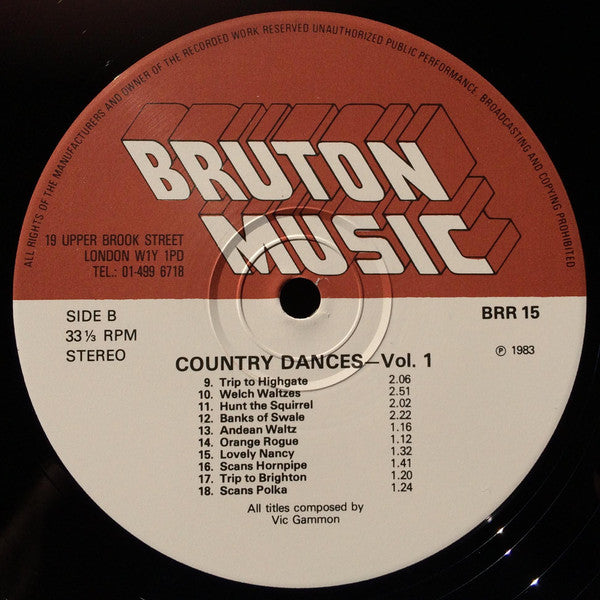 ALL RIGHTS OF THE MANUFACTURERS AND OWNER OF THE RECORDED WORK RESERVED UNAUTHORIZED PUBLIC PERFORMANCE, BROADCASTING AND COPYING PROHIBITED
BRUTON
MUSIC
19 UPPER BROOK STREET
LONDON W1Y 1PD
TEL.: 01-499 6718
SIDE B
33 ⅓ RPM
STEREO
BRR 15
℗ 1983
COUNTRY DANCES—Vol. 1
9. Trip to Highgate 2.06
10. Welch Waltzes 2.51
11. Hunt the Squirrel 2.02
12. Banks of Swale 2.22
13. Andean Waltz 1.16
14. Orange Rogue 1.12
15. Lovely Nancy 1.32
16. Scans Hornpipe 1.41
17. Trip to Brighton 1.20
18. Scans Polka 1.24
All titles composed by
Vic Gammon